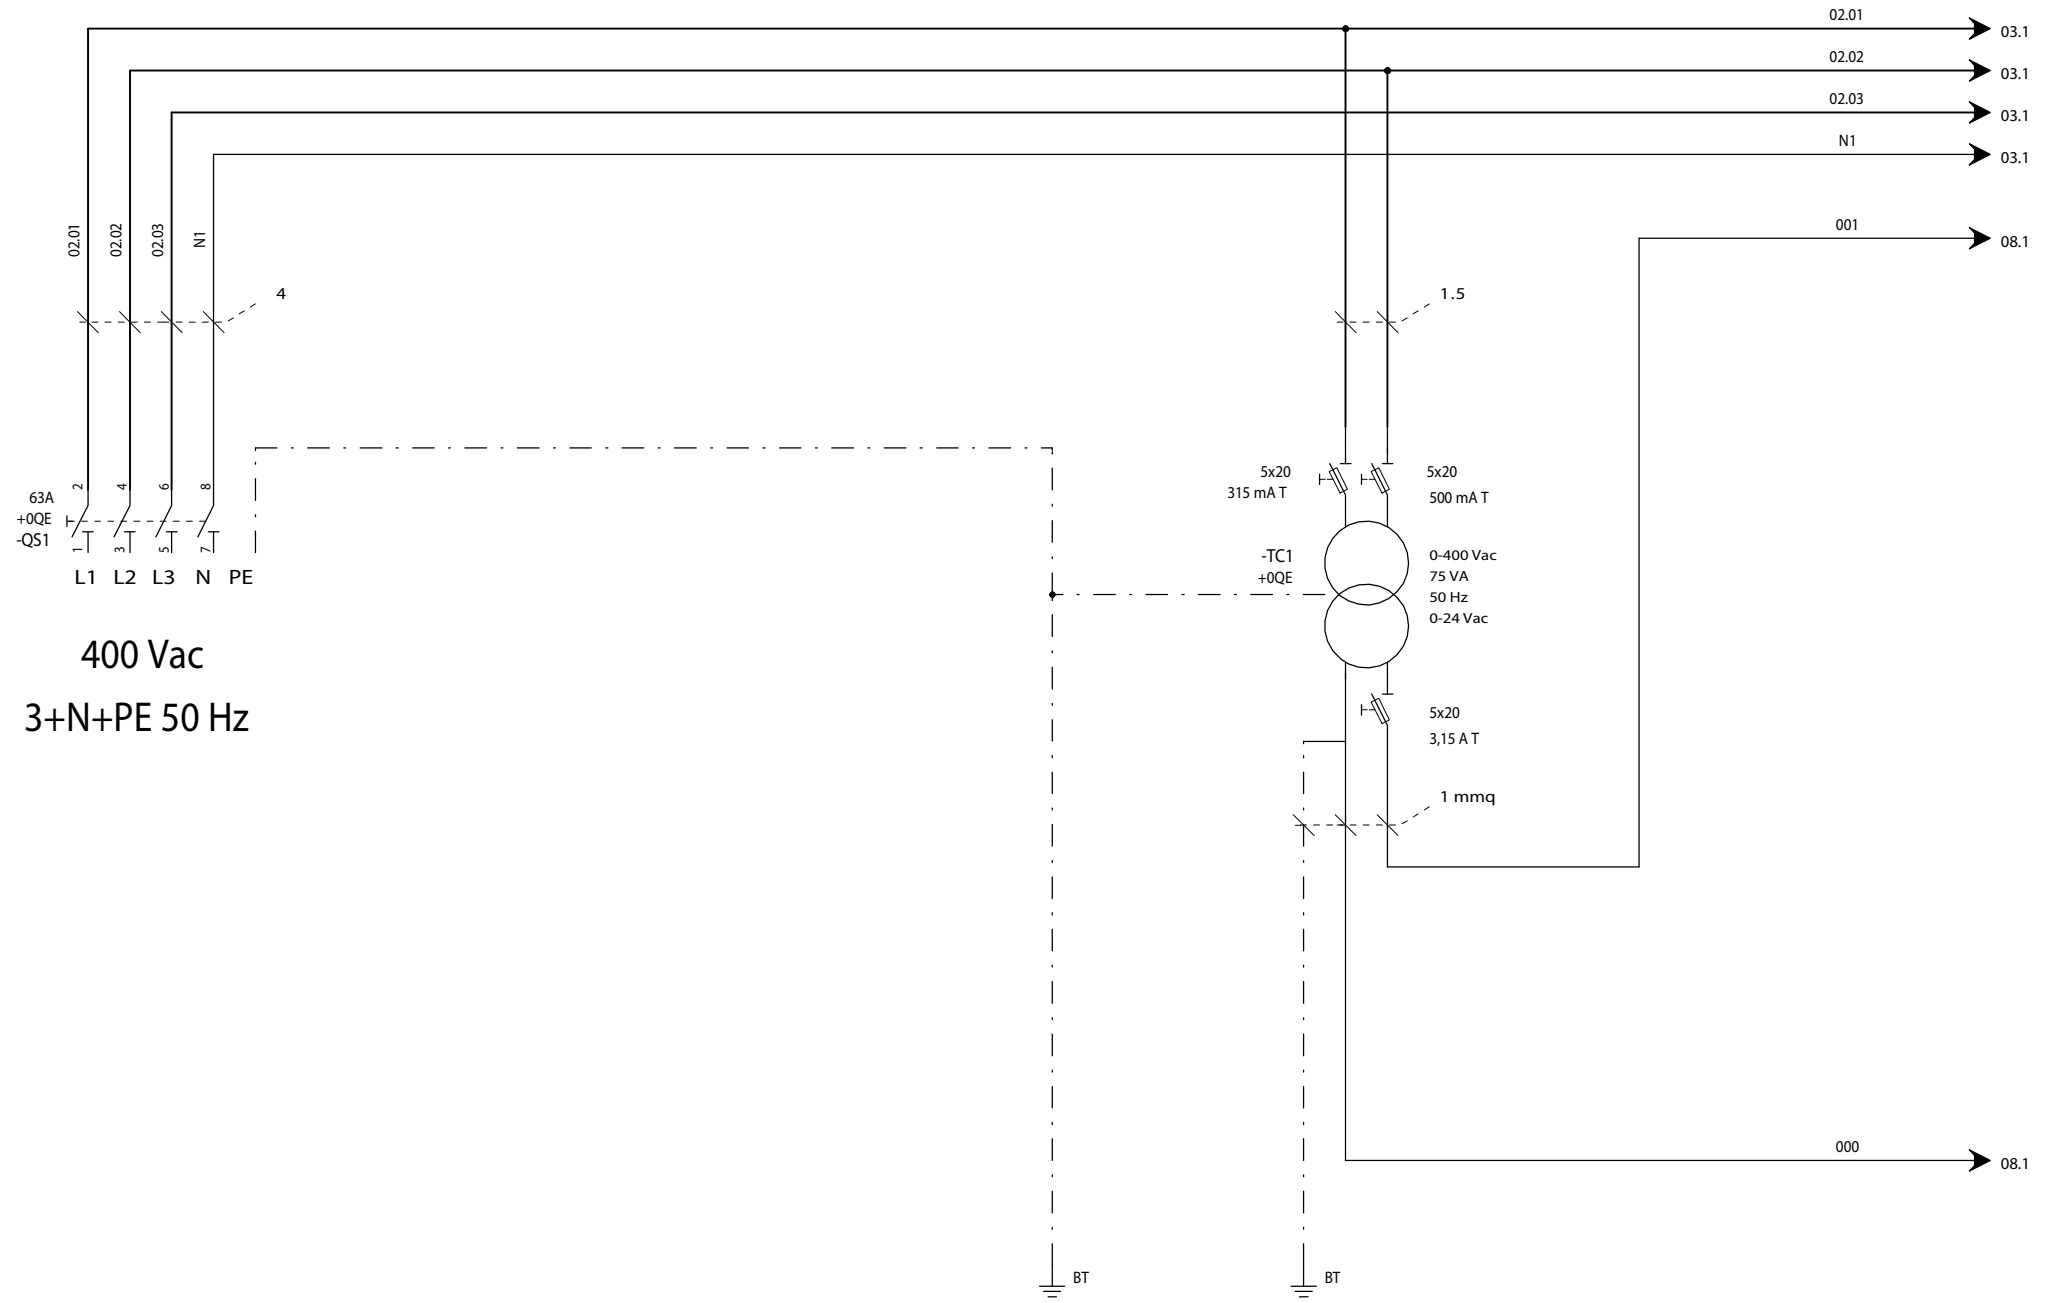 02.01
03.1
02.02
03.1
02.03
03.1
N1
03.1
02.01
02.02
02.03
N1
001
08.1
4
1.5
5x20
315 mA T
5x20
500 mA T
2
4
6
8
63A
+0QE
-QS1
1
3
5
7
L1 L2 L3 N PE
400 Vac
3+N+PE 50 Hz
-TC1
+0QE
0-400 Vac
75 VA
50 Hz
0-24 Vac
5x20
3,15 A T
1 mmq
000
08.1
BT
BT